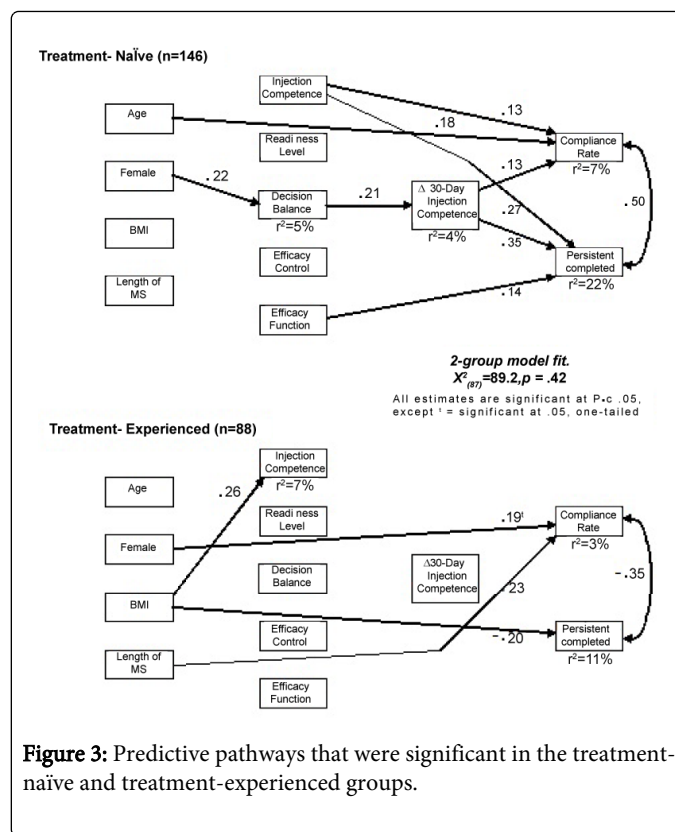 Treatment- NaÏve (n=146)
Injection
Competence
Age
Readi ness
Level
Female
Decision
Balance
r²=5%
BMI
Efficacy
Control
Length of
MS
Efficacy
Function
Δ 30-Day
Injection
Competence
r²=4%
Compliance
Rate
r²=7%
Persistent
completed
r²=22%
.13
.18
.13
.22
.21
.27
.35
.14
.50
2-group model fit.
X²(87)=89.2,p = .42
All estimates are significant at P•c .05,
except ᵗ = significant at .05, one-tailed
Treatment- Experienced (n=88)
Injection
Competence
r²=7%
Age
Readi ness
Level
Female
Decision
Balance
BMI
Efficacy
Control
Length of
MS
Efficacy
Function
Δ30-Day
Injection
Competence
Compliance
Rate
r²=3%
Persistent
completed
r²=11%
.26
.19ᵗ
.23
-.20
-.35
Figure 3: Predictive pathways that were significant in the treatment-
naïve and treatment-experienced groups.